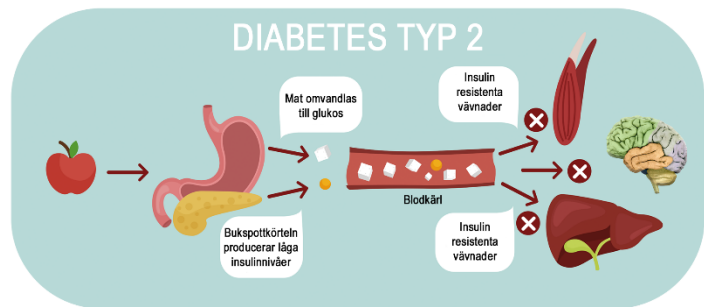 DIABETES TYP 2
Mat omvandlas
till glukos
Insulin
resistenta
vävnader
Blodkärl
Bukspottkörteln
producerar låga
insulinnivåer
Insulin
resistenta
vävnader